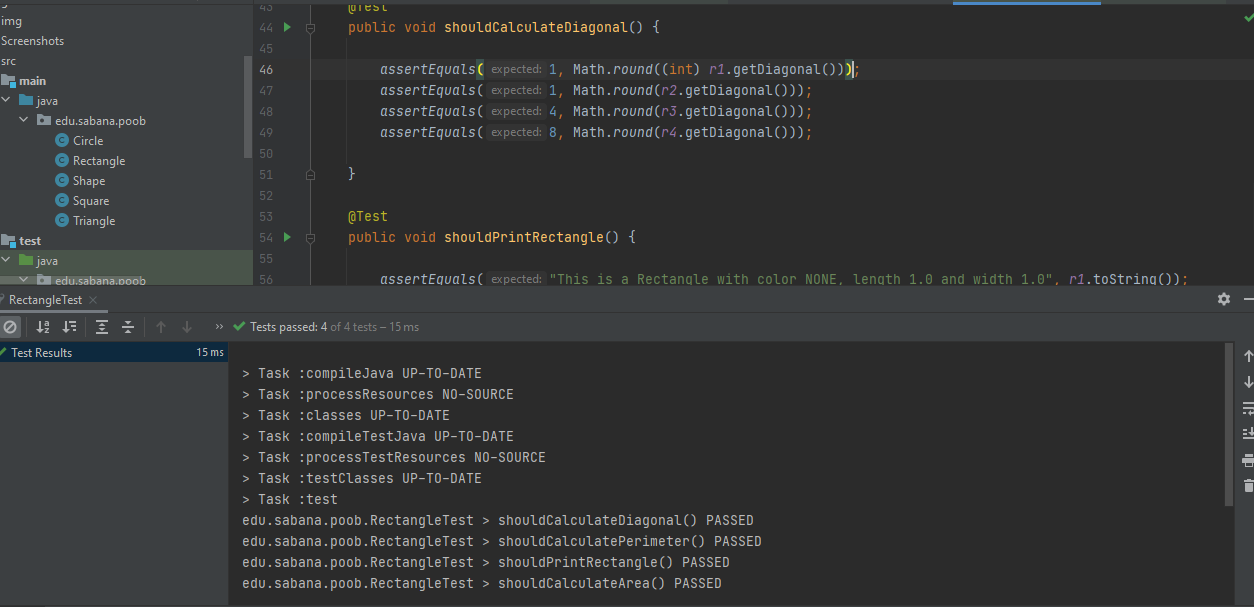 img
Screenshots
src
main
java
edu.sabana.poob
Circle
Rectangle
Shape
Square
Triangle
test
java
edu.sabana.poob
43 @Test
44 public void shouldCalculateDiagonal() {
45
46 assertEquals( expected: 1, Math.round((int) r1.getDiagonal()));
47 assertEquals( expected: 1, Math.round(r2.getDiagonal()));
48 assertEquals( expected: 4, Math.round(r3.getDiagonal()));
49 assertEquals( expected: 8, Math.round(r4.getDiagonal()));
50
51 }
52
53 @Test
54 public void shouldPrintRectangle() {
55
56 assertEquals( expected: "This is a Rectangle with color NONE, length 1.0 and width 1.0", r1.toString());
RectangleTest ×
» Tests passed: 4 of 4 tests – 15 ms
Test Results 15 ms
> Task :compileJava UP-TO-DATE
> Task :processResources NO-SOURCE
> Task :classes UP-TO-DATE
> Task :compileTestJava UP-TO-DATE
> Task :processTestResources NO-SOURCE
> Task :testClasses UP-TO-DATE
> Task :test
edu.sabana.poob.RectangleTest > shouldCalculateDiagonal() PASSED
edu.sabana.poob.RectangleTest > shouldCalculatePerimeter() PASSED
edu.sabana.poob.RectangleTest > shouldPrintRectangle() PASSED
edu.sabana.poob.RectangleTest > shouldCalculateArea() PASSED